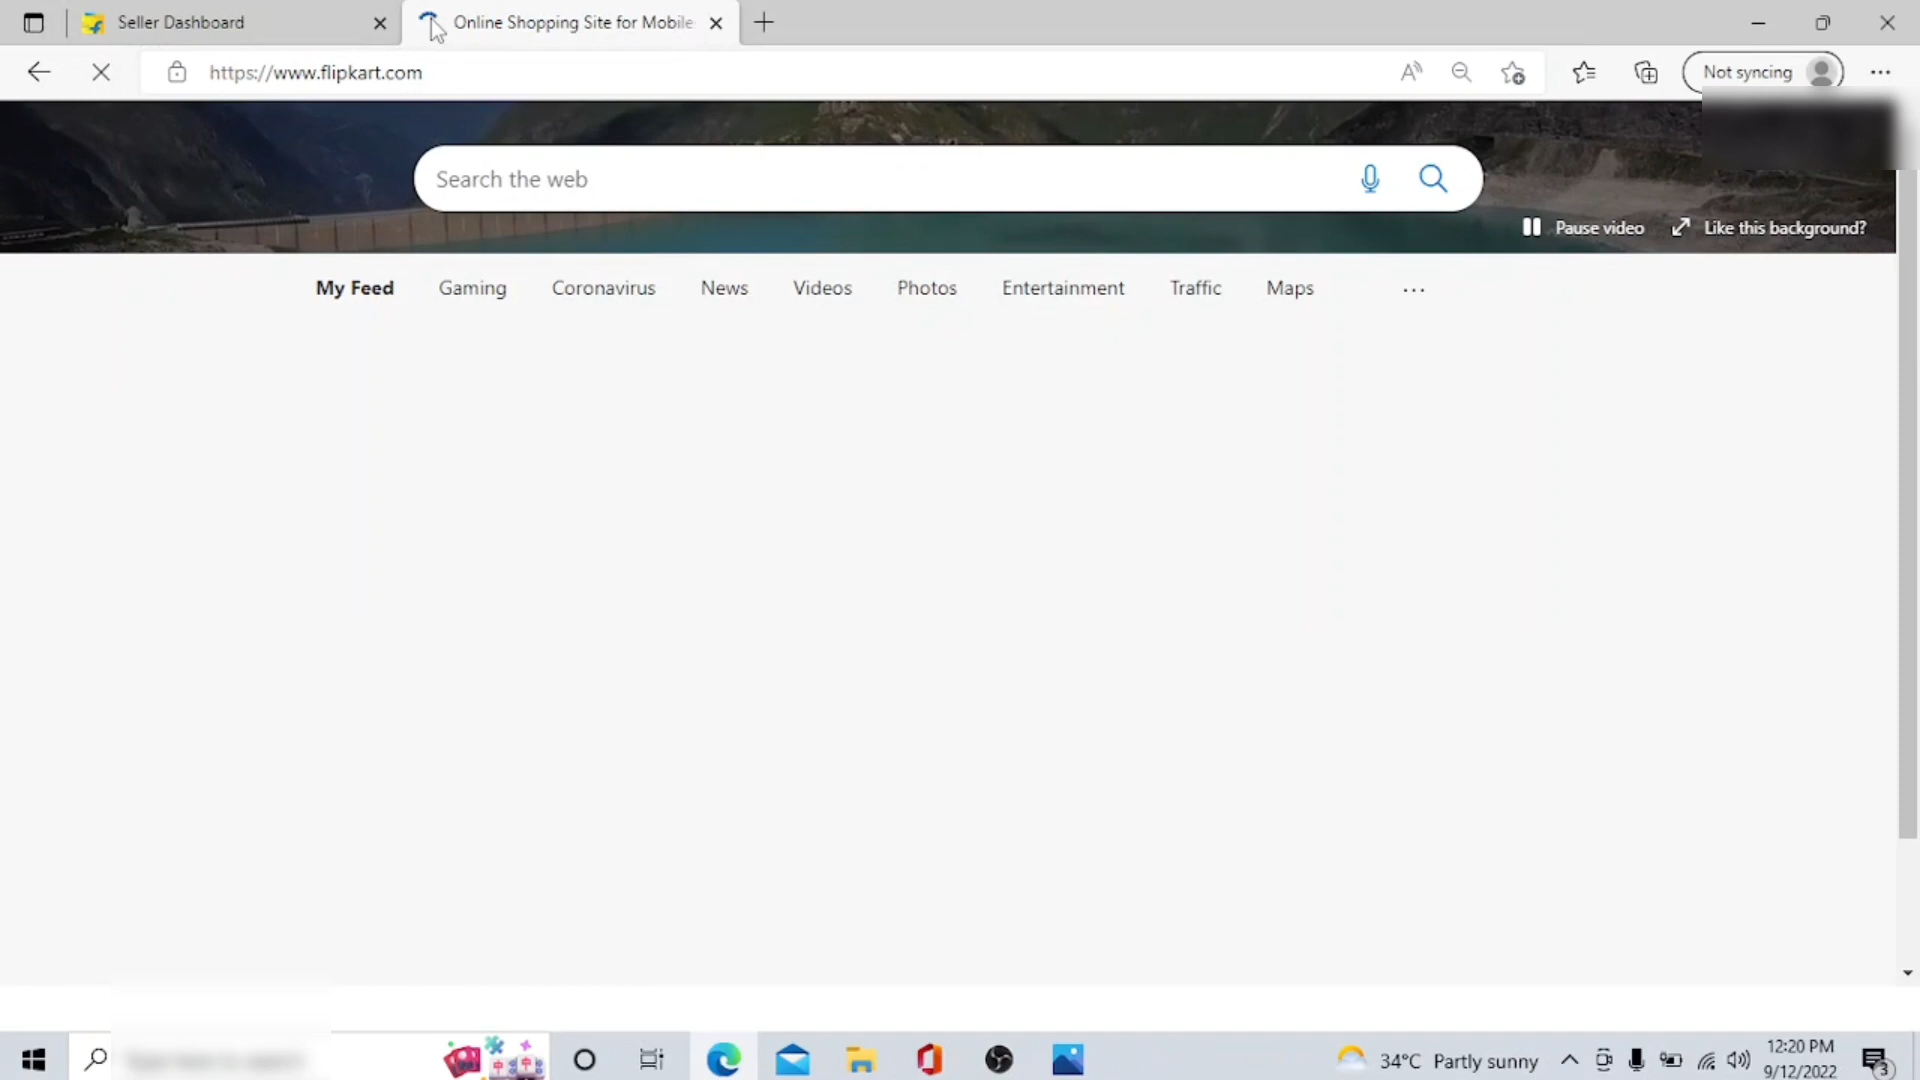 Seller Dashboard
Online Shopping Site for Mobile
https://www.flipkart.com
Not syncing
Search the web
Pause video
Like this background?
My Feed
Gaming
Coronavirus
News
Videos
Photos
Entertainment
Traffic
Maps
34°C Partly sunny
12:20 PM
9/12/2022
3